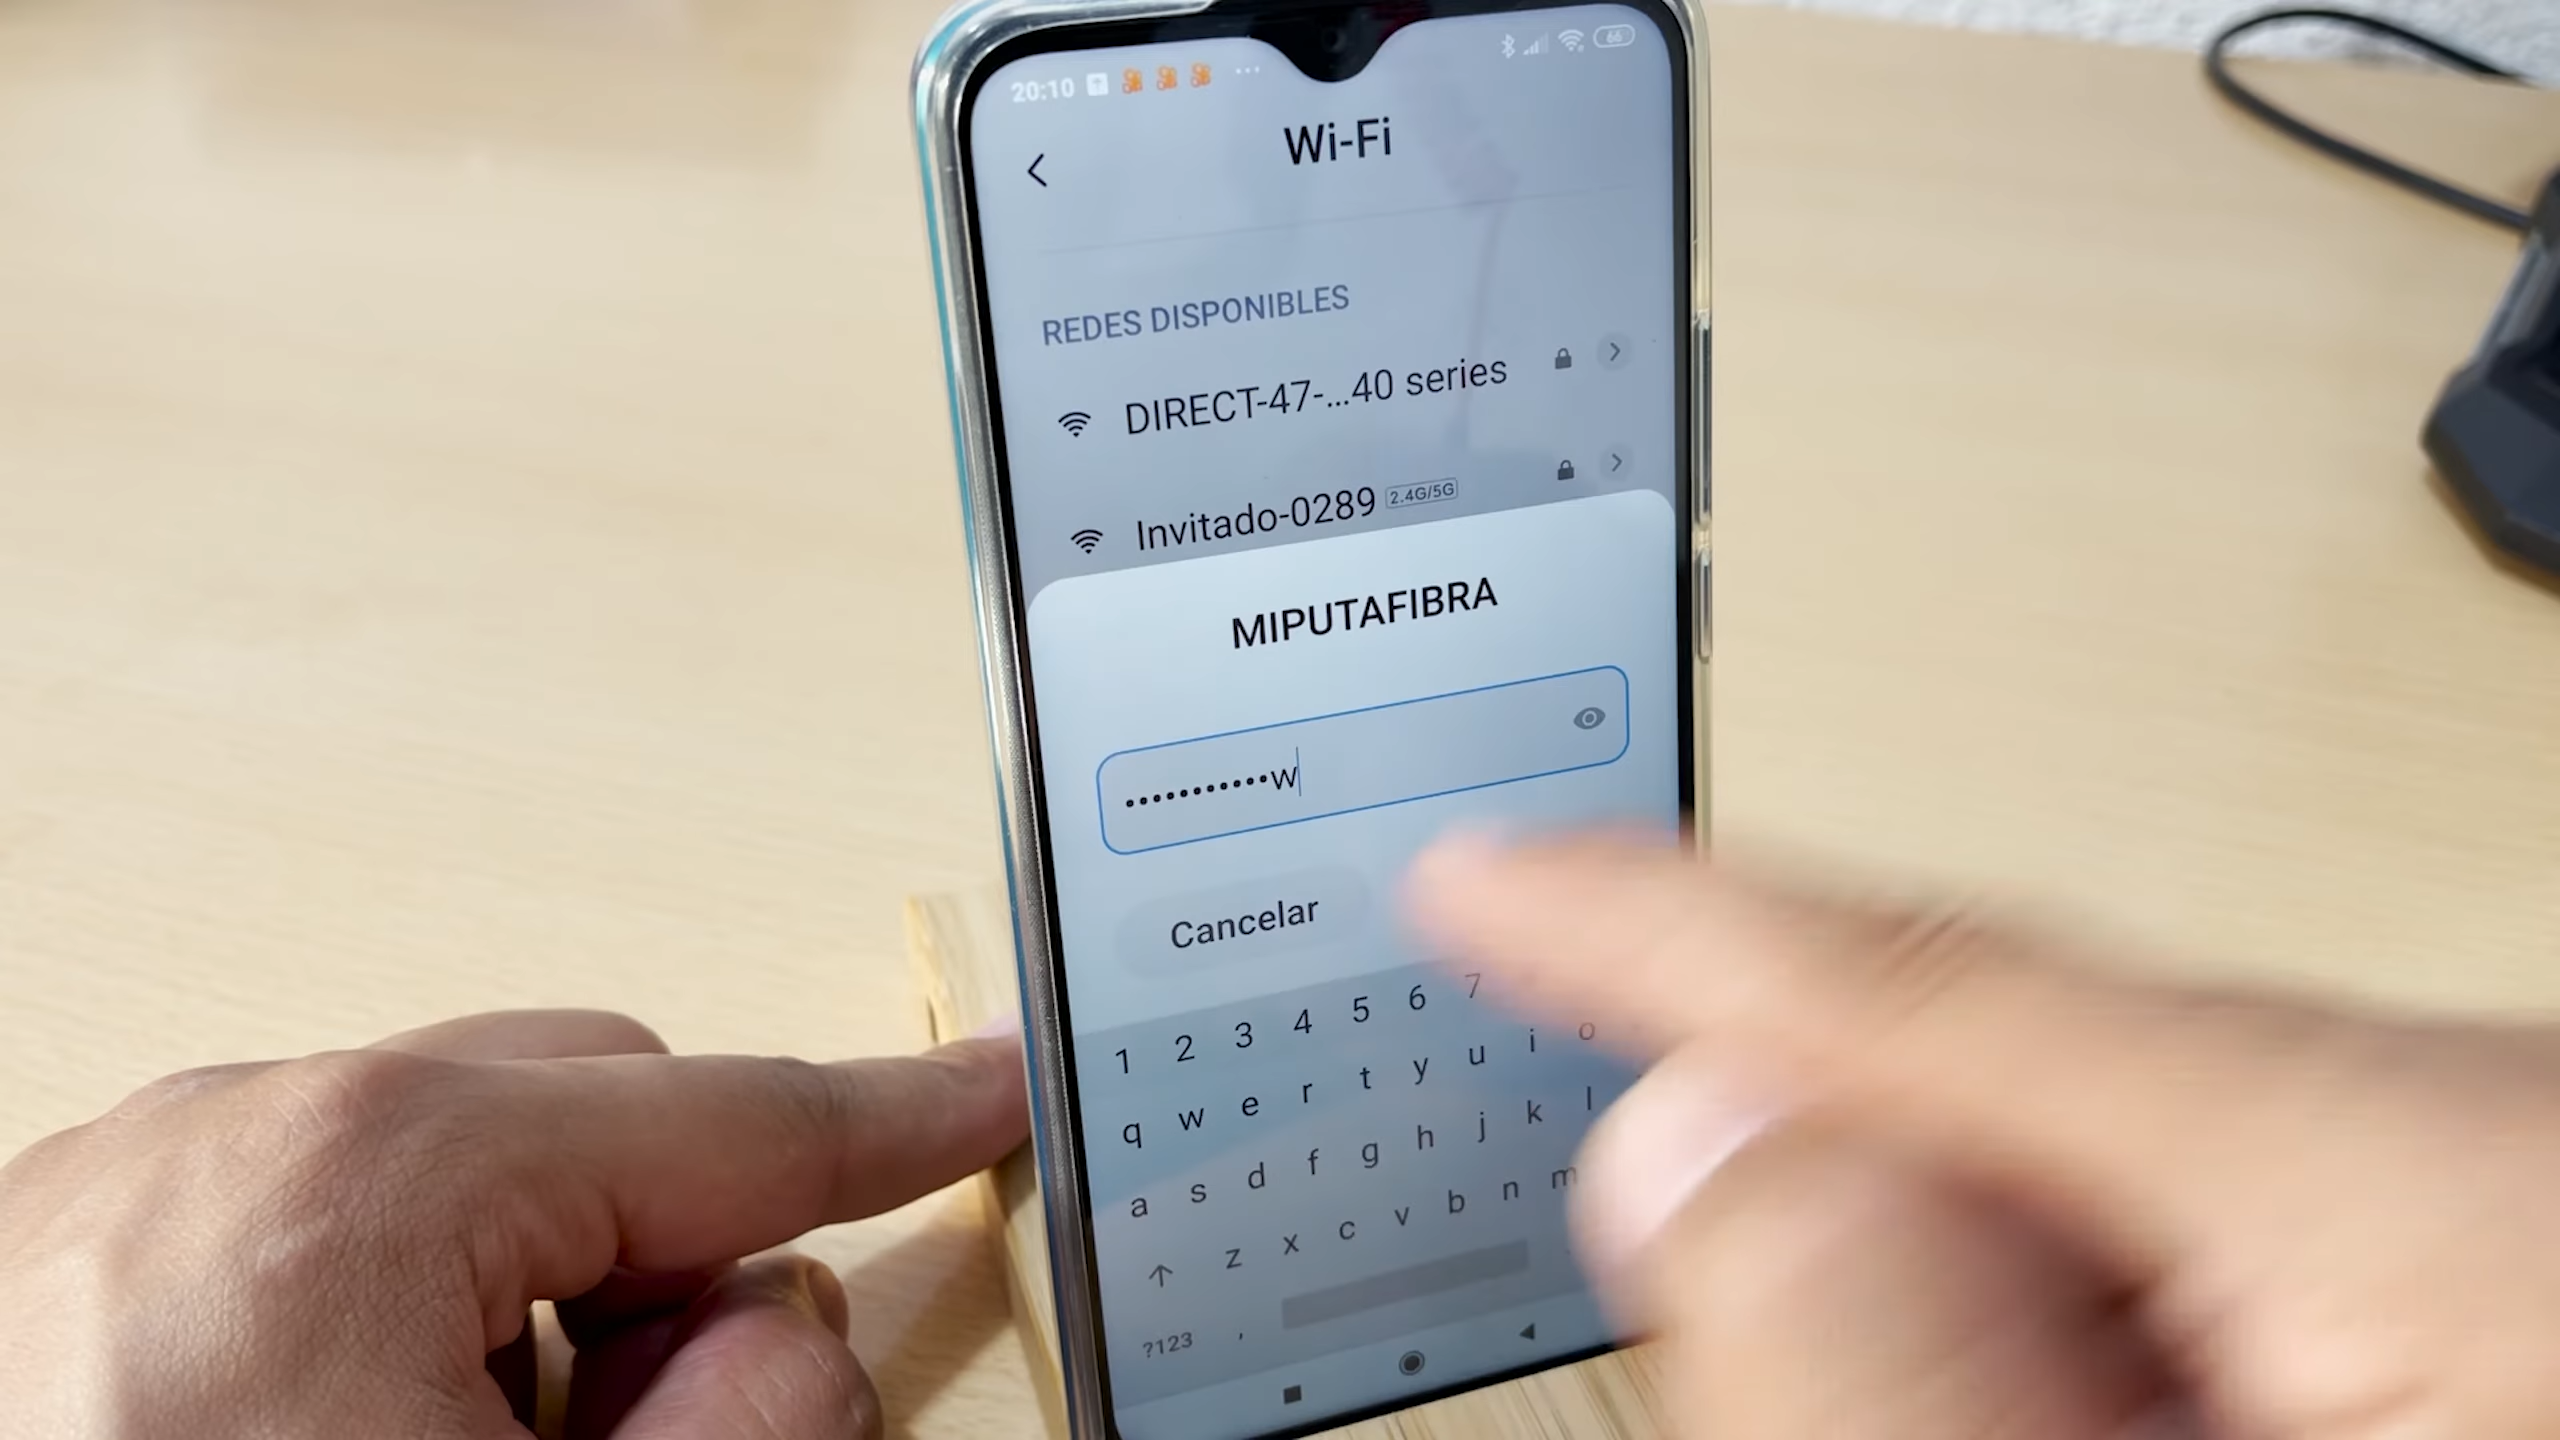 20:10 66
Wi-Fi
REDES DISPONIBLES
DIRECT-47-...40 series
Invitado-0289 2.4G/5G
MIPUTAFIBRA
•••••••••••w
Cancelar
1 2 3 4 5 6 7
q w e r t y u i o
a s d f g h j k l
z x c v b n m
?123 ,